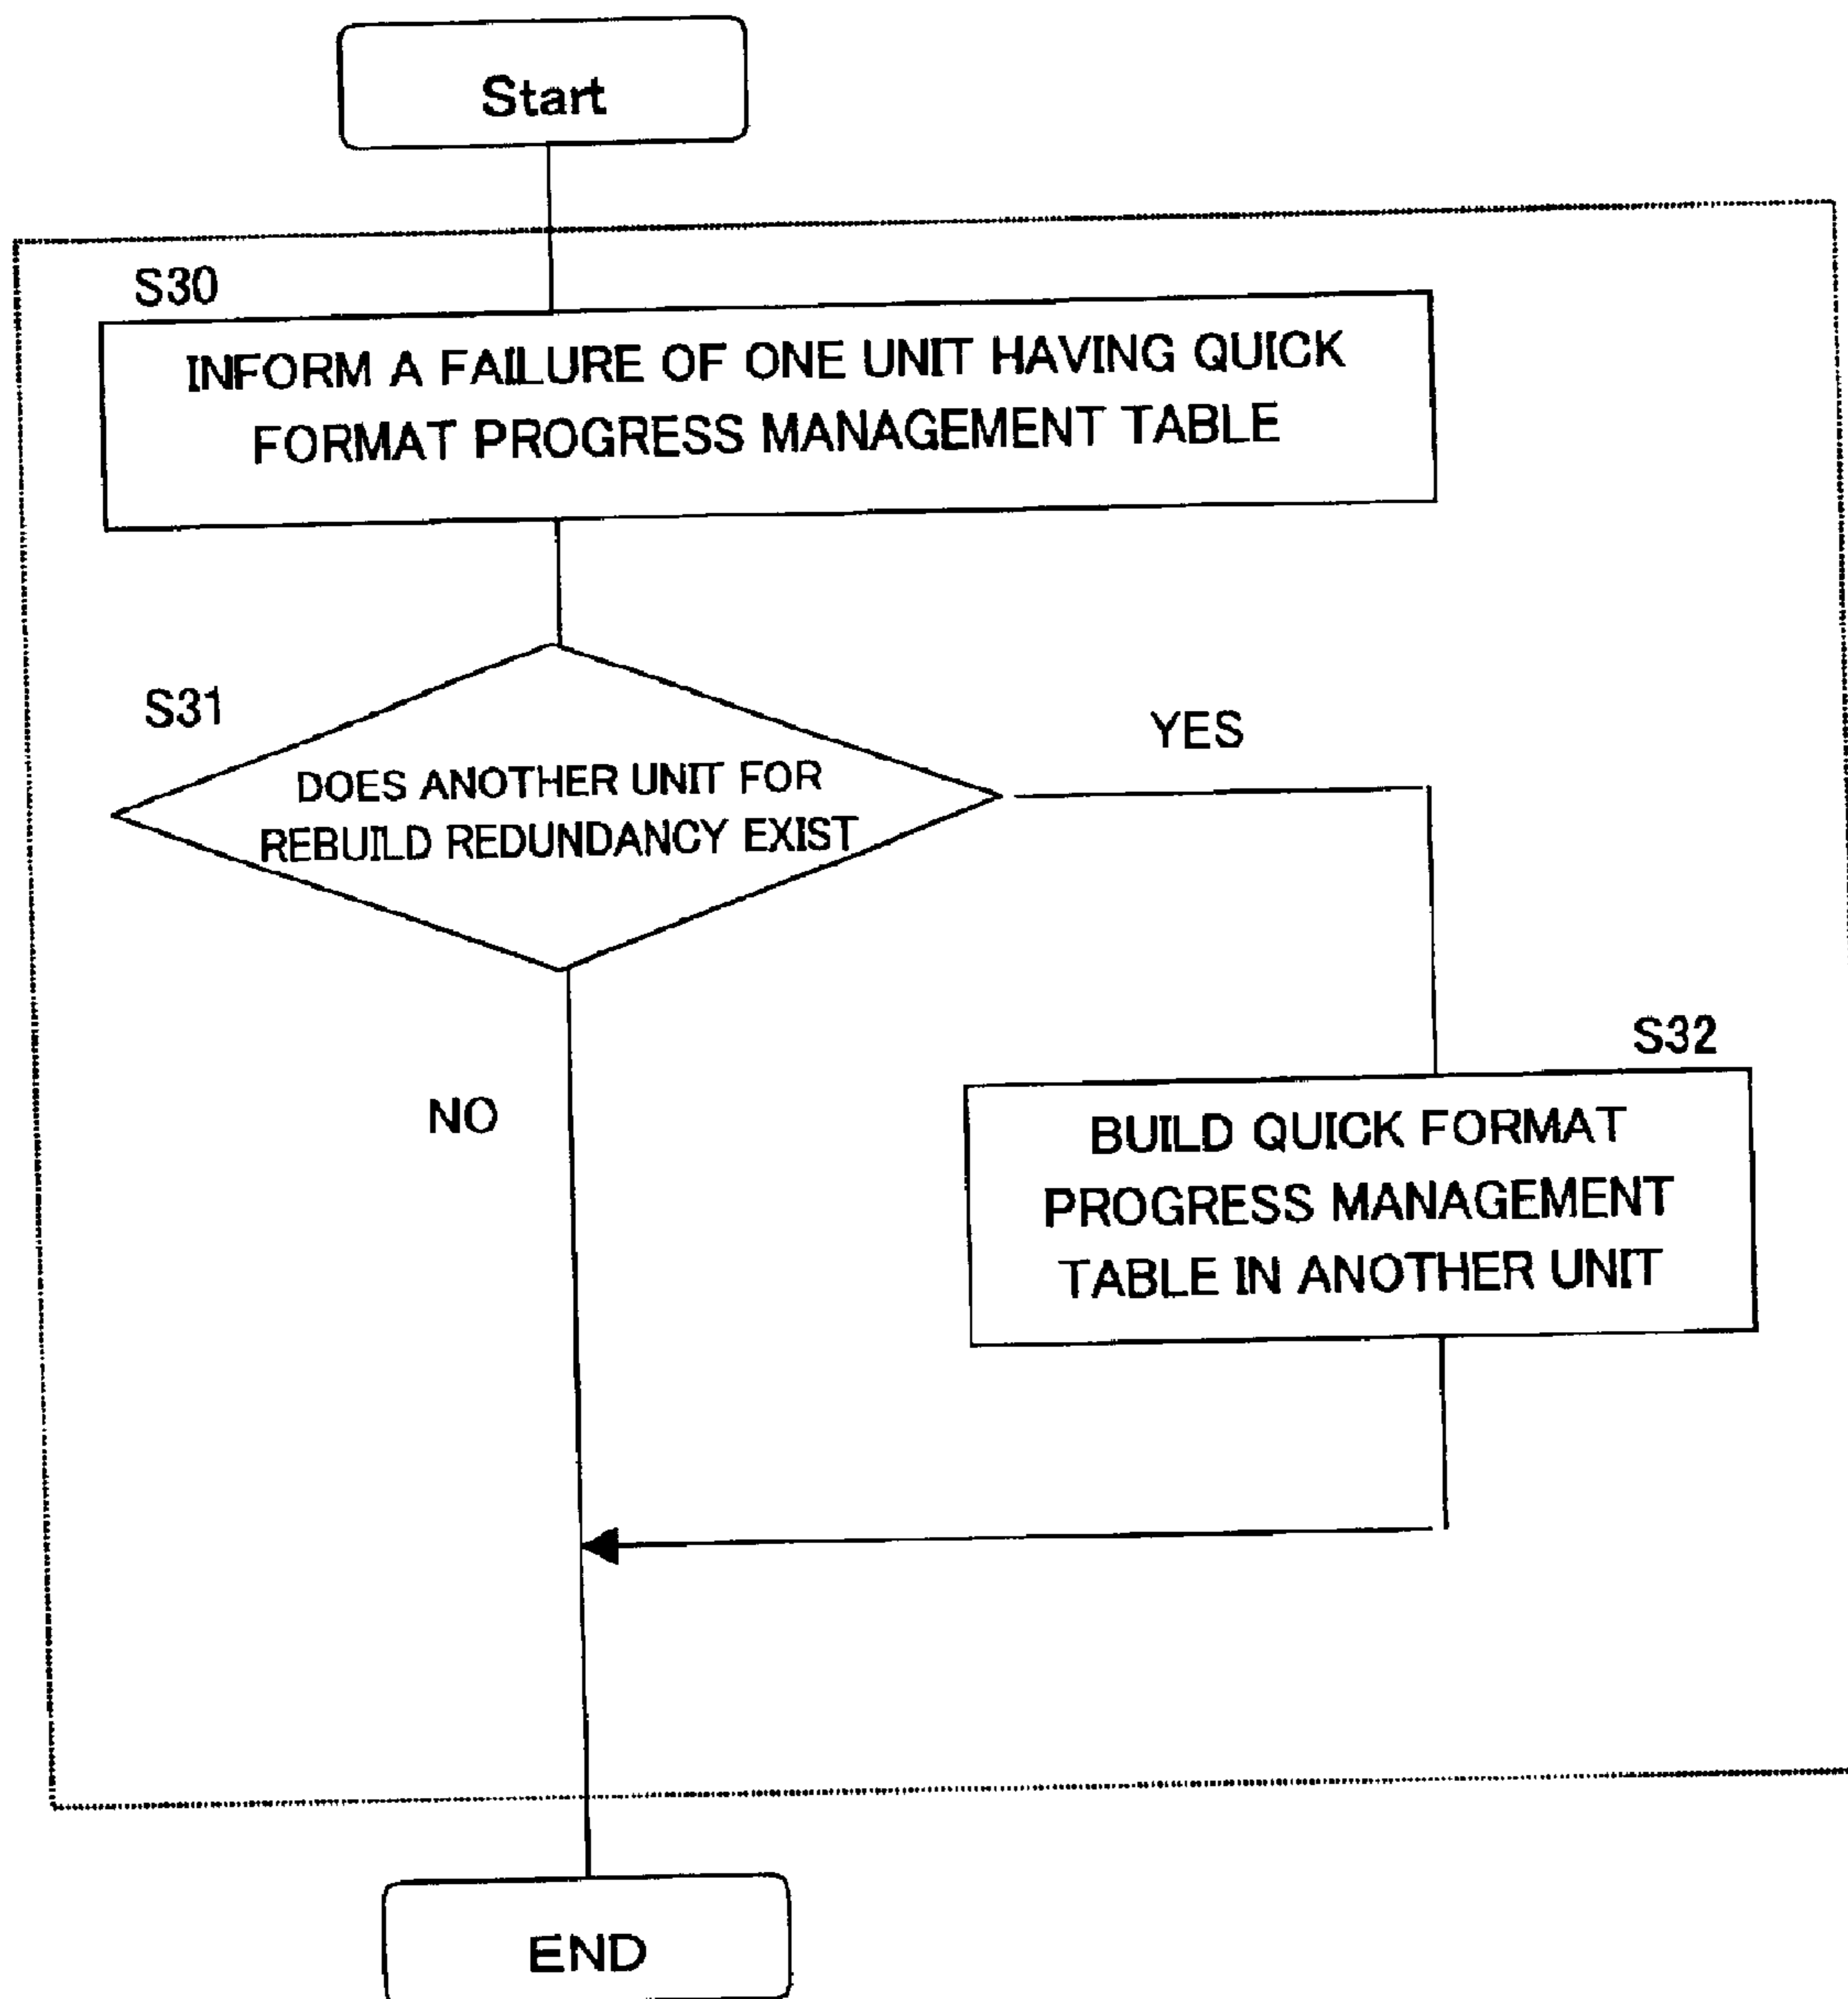 Start
S30
INFORM A FAILURE OF ONE UNIT HAVING QUICK
FORMAT PROGRESS MANAGEMENT TABLE
S31
YES
DOES ANOTHER UNIT FOR
REBUILD REDUNDANCY EXIST
S32
NO
BUILD QUICK FORMAT
PROGRESS MANAGEMENT
TABLE IN ANOTHER UNIT
END